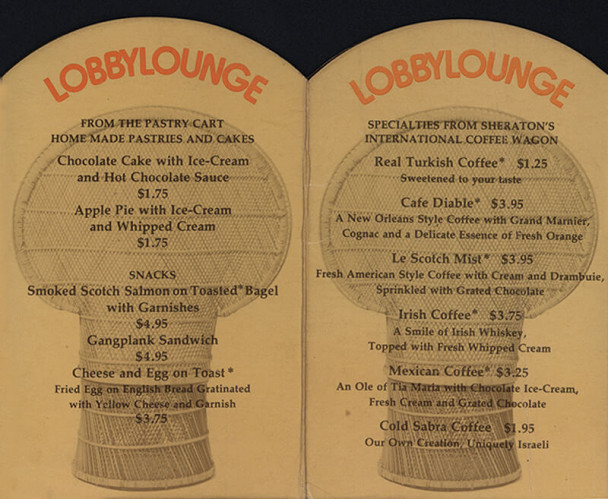 LOBBYLOUNGE
FROM THE PASTRY CART
HOME MADE PASTRIES AND CAKES
Chocolate Cake with Ice-Cream
and Hot Chocolate Sauce
$1.75
Apple Pie with Ice-Cream
and Whipped Cream
$1.75
SNACKS
Smoked Scotch Salmon on Toasted*Bagel
with Garnishes
$4.95
Gangplank Sandwich
$4.95
Cheese and Egg on Toast*
Fried Egg on English Bread Gratinated
with Yellow Cheese and Garnish
$3.75
LOBBYLOUNGE
SPECIALTIES FROM SHERATON'S
INTERNATIONAL COFFEE WAGON
Real Turkish Coffee* $1.25
Sweetened to your taste
Cafe Diable* $3.95
A New Orleans Style Coffee with Grand Marnier,
Cognac and a Delicate Essence of Fresh Orange
Le Scotch Mist* $3.95
Fresh American Style Coffee with Cream and Drambuie,
Sprinkled with Grated Chocolate
Irish Coffee* $3.75
A Smile of Irish Whiskey,
Topped with Fresh Whipped Cream
Mexican Coffee* $3.25
An Ole of Tia Maria with Chocolate Ice-Cream,
Fresh Cream and Grated Chocolate
Cold Sabra Coffee $1.95
Our Own Creation, Uniquely Israeli